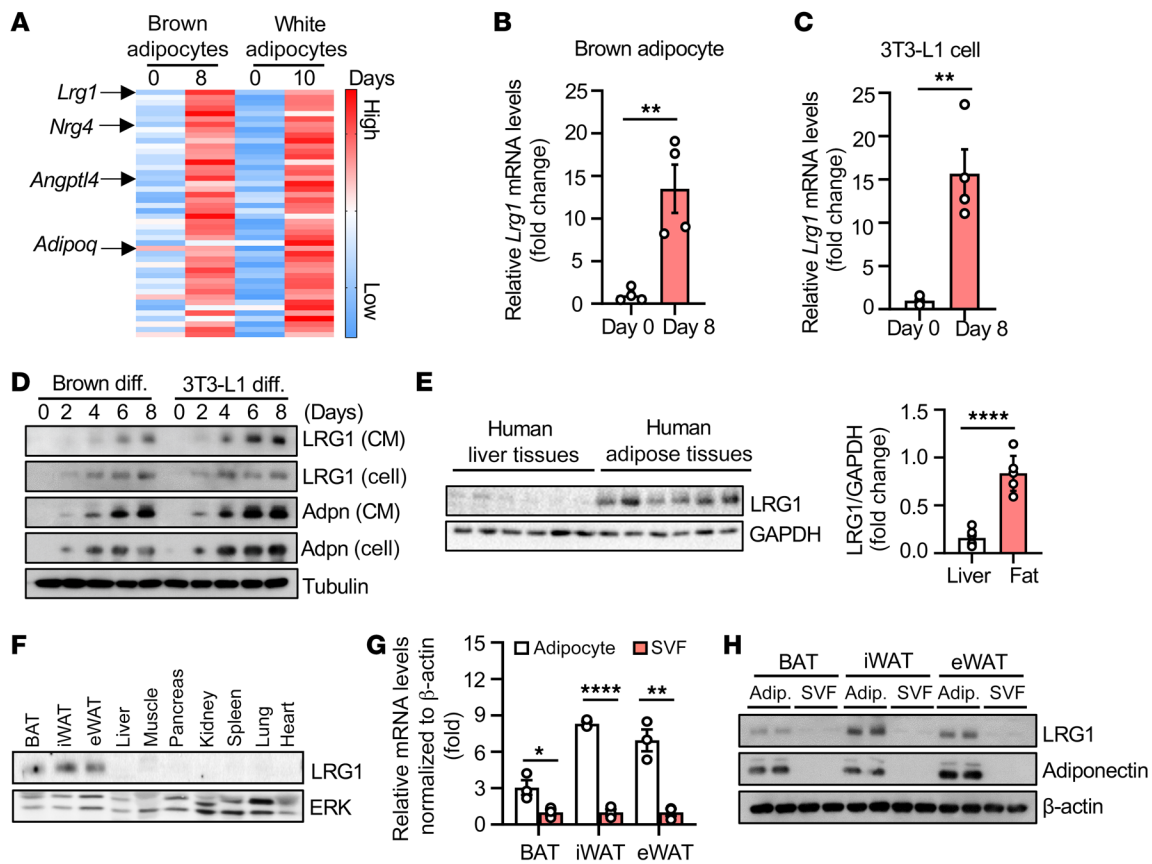 A
Brown adipocytes
White adipocytes
0 8 0 10 Days
Lrg1
Nrg4
Angptl4
Adipoq
High
Low
B
Brown adipocyte
Relative Lrg1 mRNA levels
(fold change)
25
20
15
10
5
0
**
Day 0 Day 8
C
3T3-L1 cell
Relative Lrg1 mRNA levels
(fold change)
25
20
15
10
5
0
**
Day 0 Day 8
D
Brown diff. 3T3-L1 diff.
0 2 4 6 8 0 2 4 6 8 (Days)
LRG1 (CM)
LRG1 (cell)
Adpn (CM)
Adpn (cell)
Tubulin
E
Human
liver tissues
Human
adipose tissues
LRG1
GAPDH
LRG1/GAPDH
(fold change)
1.5
1.0
0.5
0.0
****
Liver Fat
F
BAT
iWAT
eWAT
Liver
Muscle
Pancreas
Kidney
Spleen
Lung
Heart
LRG1
ERK
G
Relative mRNA levels
normalized to β-actin
(fold)
15
12
9
6
3
0
Adipocyte SVF
*
****
**
BAT iWAT eWAT
H
BAT iWAT eWAT
Adip. SVF Adip. SVF Adip. SVF
LRG1
Adiponectin
β-actin